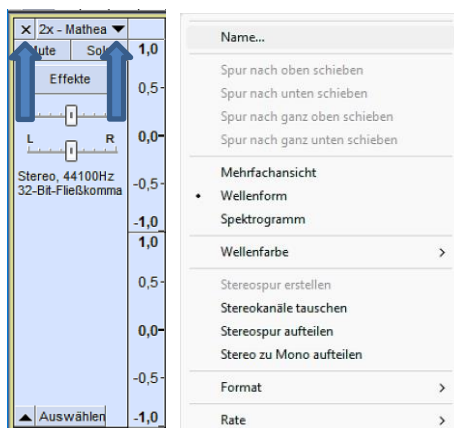 × 2x - Mathea ▼
Mute Solo
Effekte
L R
Stereo, 44100Hz
32-Bit-Fließkomma
▲ Auswählen
1,0
0,5-
0,0-
-0,5-
-1,0
1,0
0,5-
0,0-
-0,5-
-1,0
Name...
Spur nach oben schieben
Spur nach unten schieben
Spur nach ganz oben schieben
Spur nach ganz unten schieben
Mehrfachansicht
• Wellenform
Spektrogramm
Wellenfarbe >
Stereospur erstellen
Stereokanäle tauschen
Stereospur aufteilen
Stereo zu Mono aufteilen
Format >
Rate >